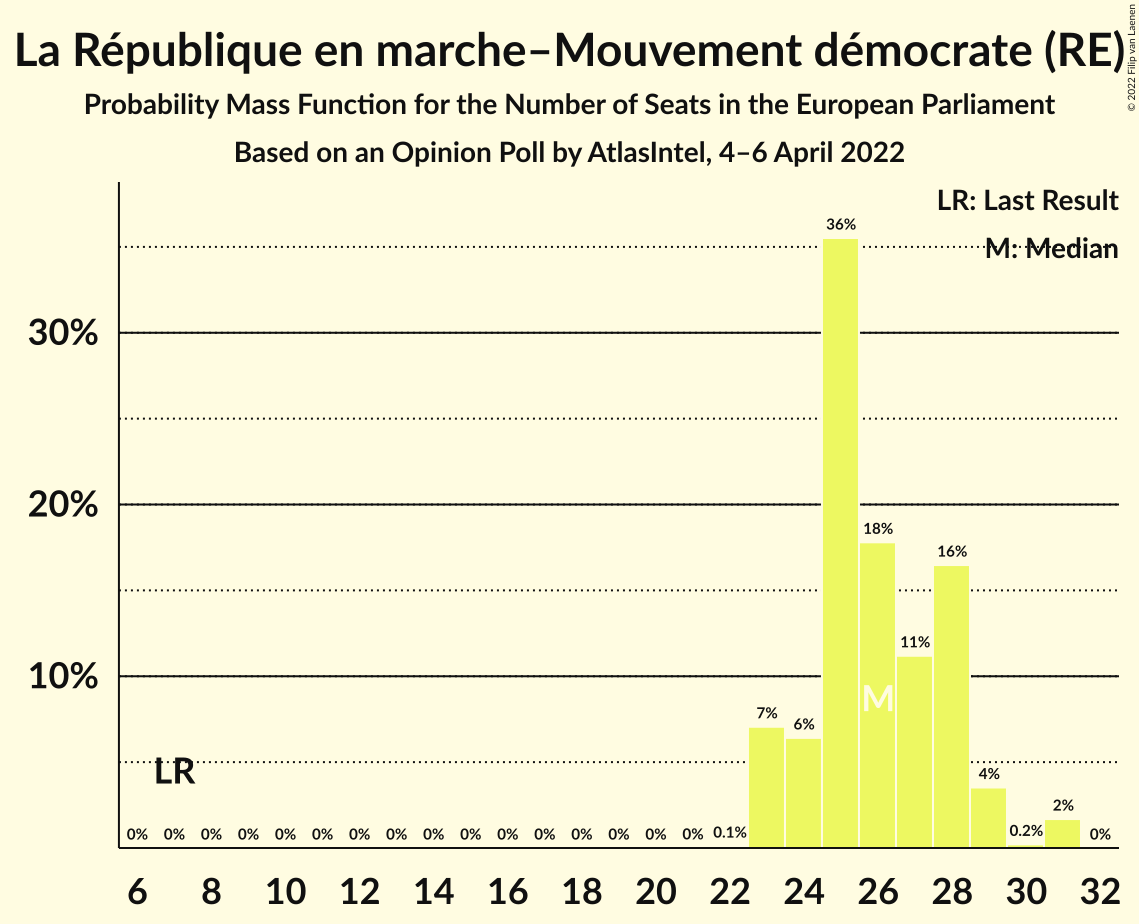 La République en marche–Mouvement démocrate (RE)
Probability Mass Function for the Number of Seats in the European Parliament
Based on an Opinion Poll by AtlasIntel, 4–6 April 2022
© 2022 Filip van Laenen
LR: Last Result
M: Median
30%
20%
10%
36%
18%
16%
11%
7%
6%
4%
2%
M
LR
0% 0% 0% 0% 0% 0% 0% 0% 0% 0% 0% 0% 0% 0% 0% 0% 0.1% 0.2% 0%
6 8 10 12 14 16 18 20 22 24 26 28 30 32